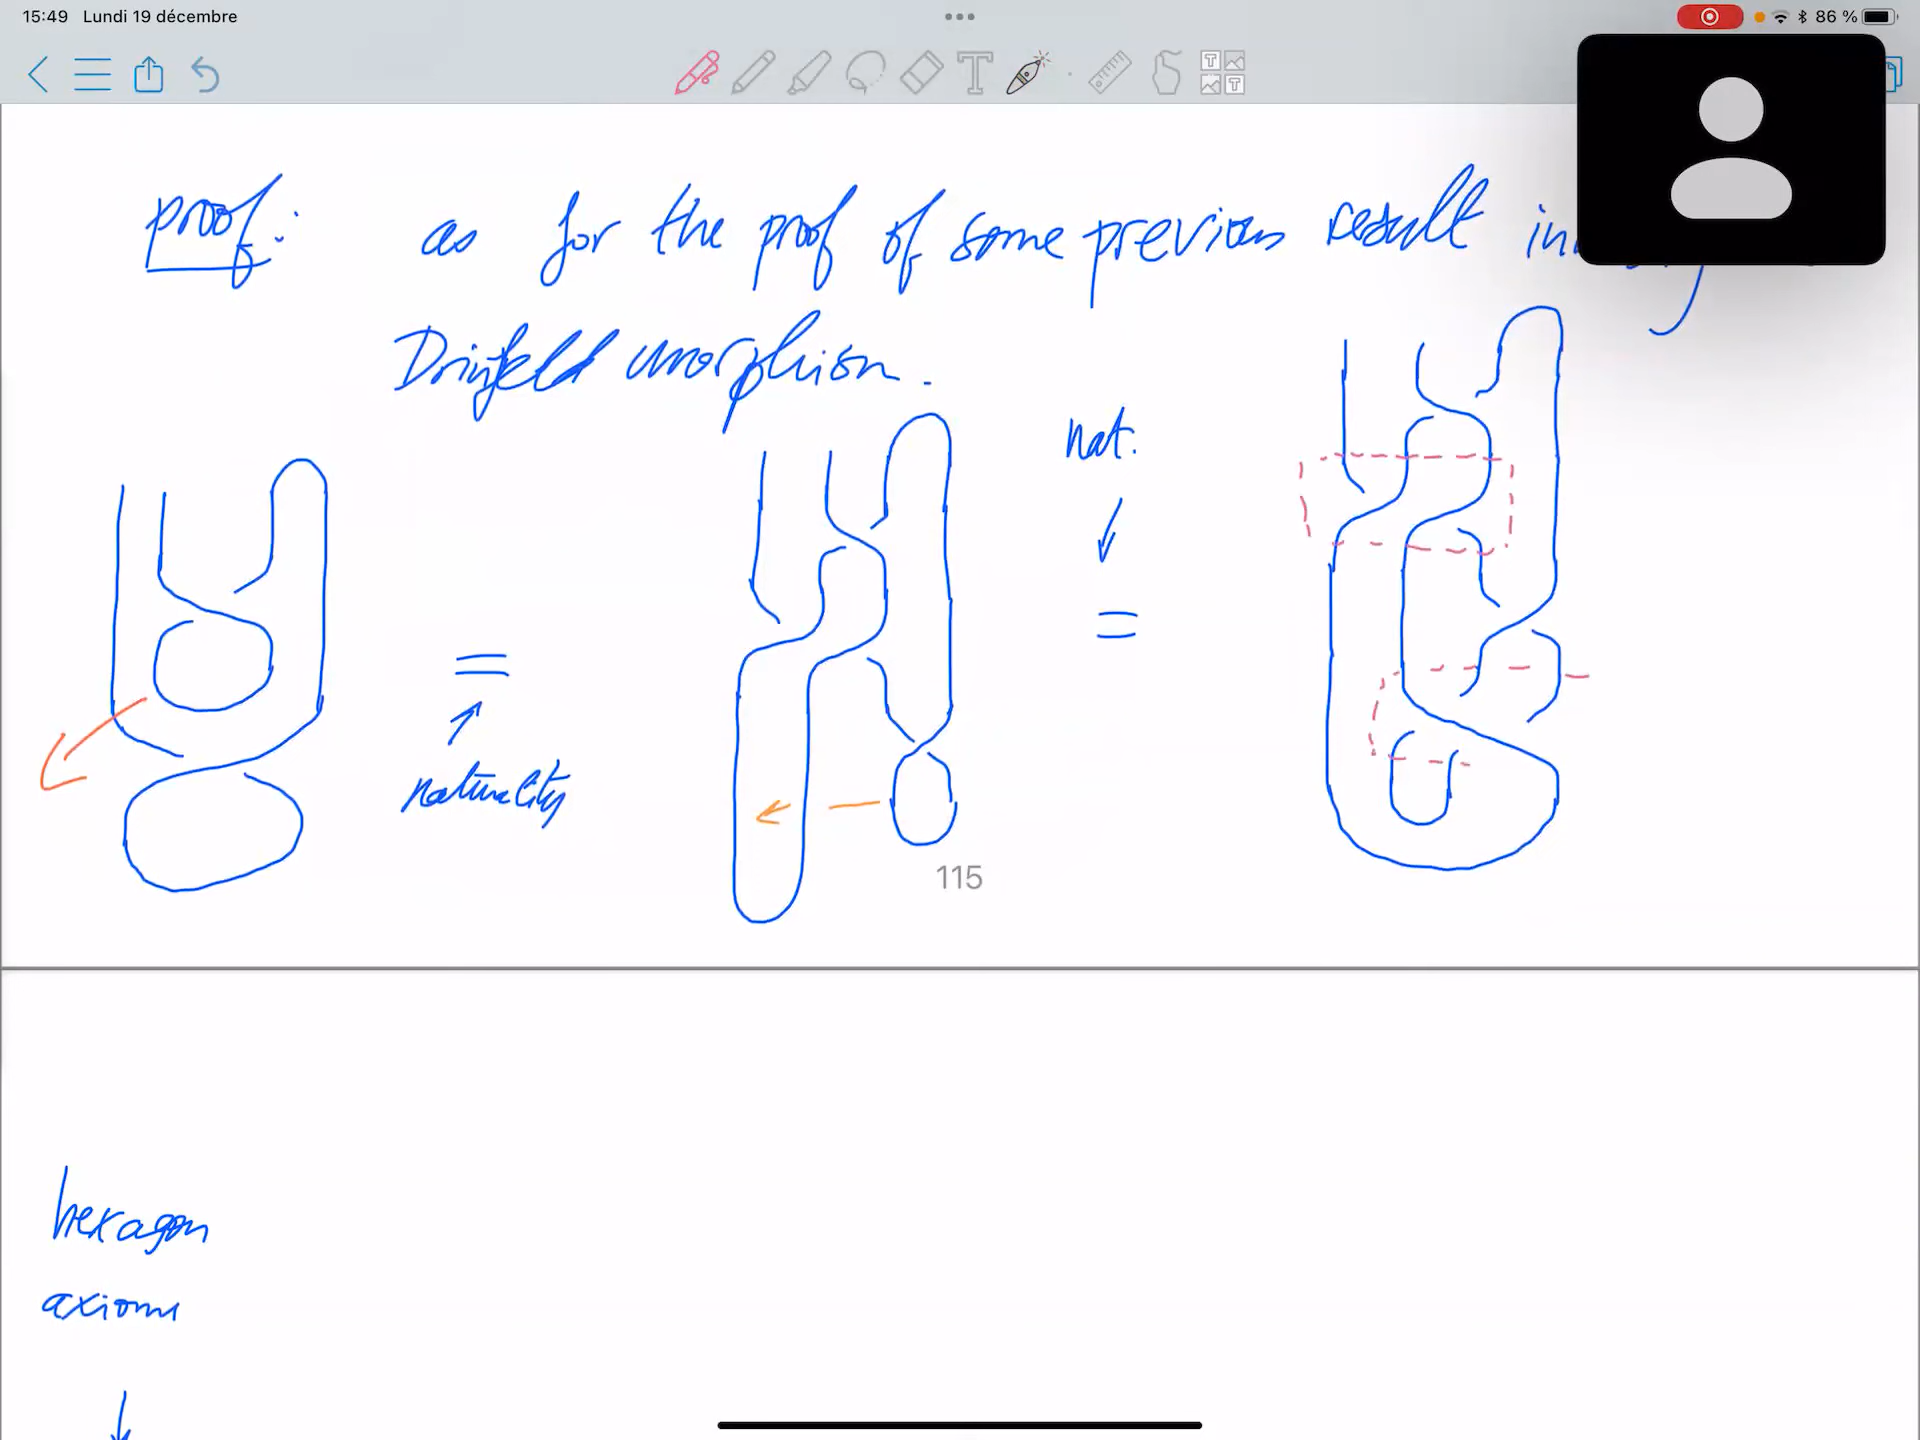 15:49 Lundi 19 décembre
86 %
proof: as for the proof of some previous result
Drinfeld morphism.
nat.
=
=
naturality
115
hexagon
axioms